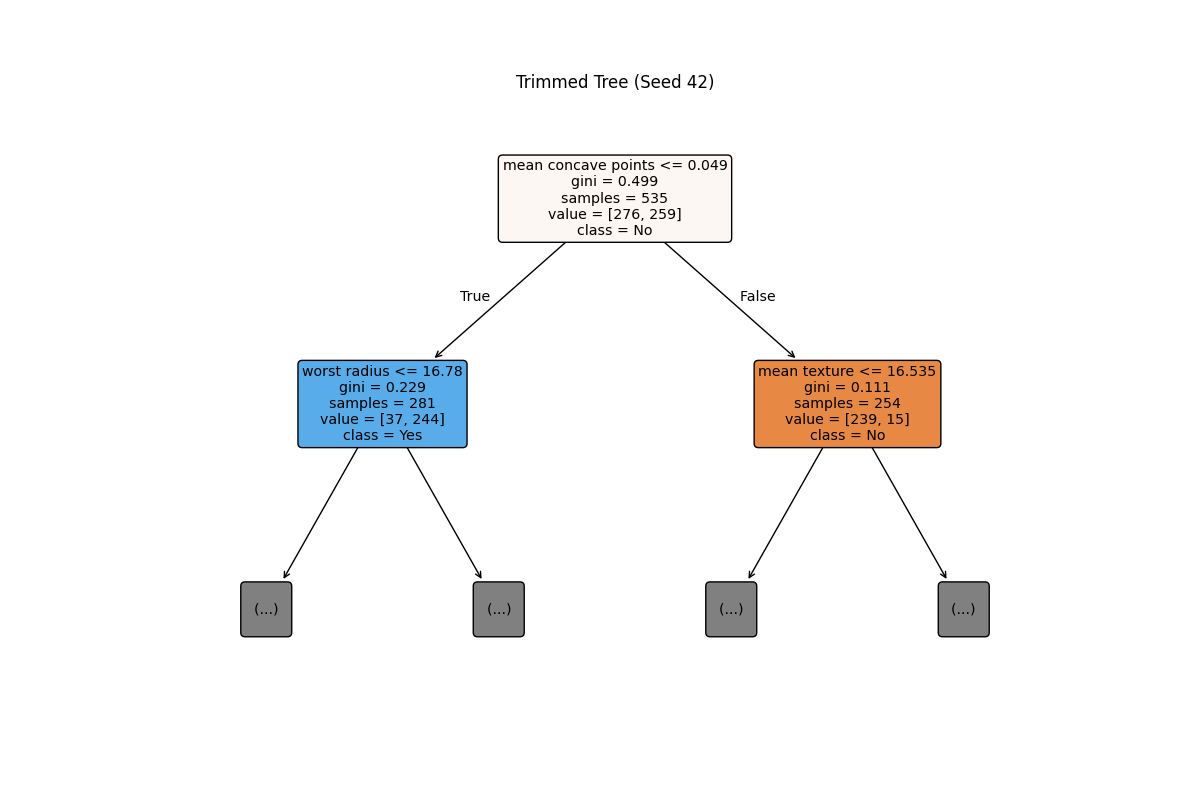 Trimmed Tree (Seed 42)
mean concave points <= 0.049
gini = 0.499
samples = 535
value = [276, 259]
class = No
True
False
worst radius <= 16.78
gini = 0.229
samples = 281
value = [37, 244]
class = Yes
mean texture <= 16.535
gini = 0.111
samples = 254
value = [239, 15]
class = No
(...)
(...)
(...)
(...)